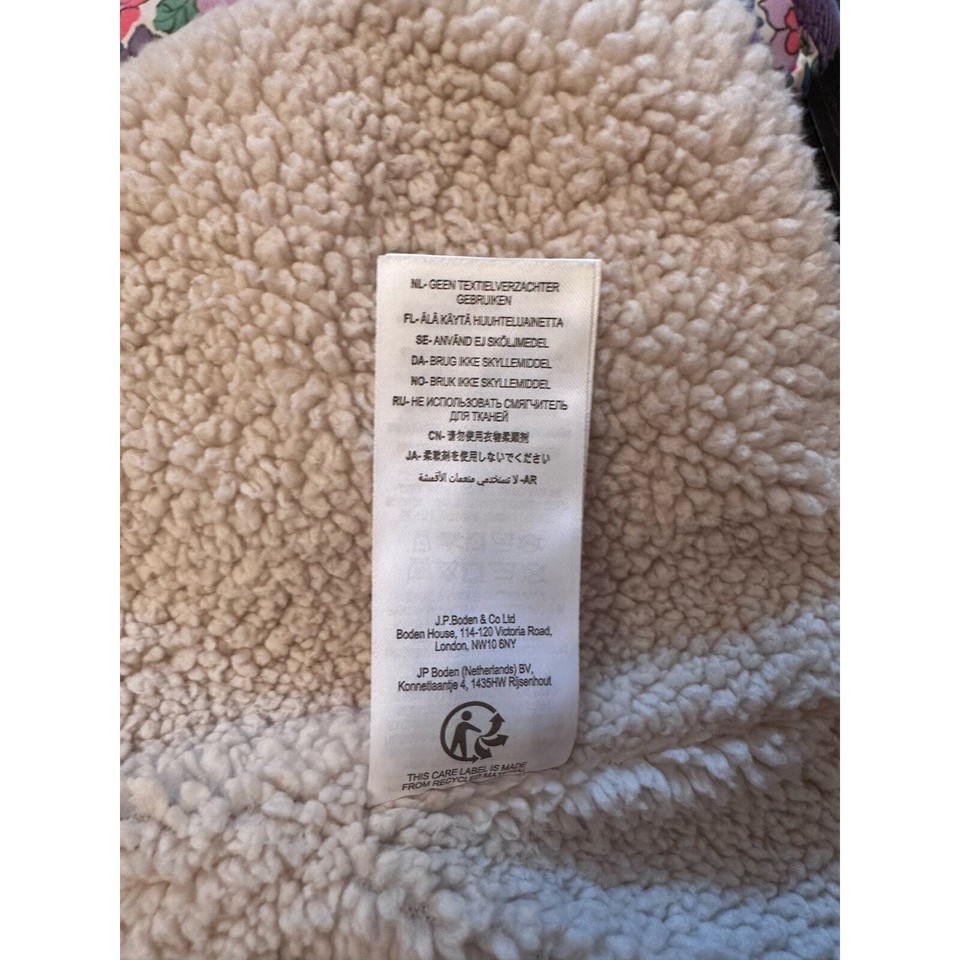 NL- GEEN TEXTIELVERZACHTER
GEBRUIKEN
FL- ÄLÄ KÄYTÄ HUUHTELUAINETTA
SE- ANVÄND EJ SKÖLJMEDEL
DA- BRUG IKKE SKYLLEMIDDEL
NO- BRUK IKKE SKYLLEMIDDEL
RU- НЕ ИСПОЛЬЗОВАТЬ СМЯГЧИТЕЛЬ
ДЛЯ ТКАНЕЙ
CN- 请勿使用衣物柔顺剂
JA- 柔軟剤を使用しないでください
AR- لا تستخدمي منعمات الأقمشة
J.P.Boden & Co Ltd
Boden House, 114-120 Victoria Road,
London, NW10 6NY
JP Boden (Netherlands) BV,
Konnetlaantje 4, 1435HW Rijsenhout
THIS CARE LABEL IS MADE
FROM RECYCLED MATERIAL